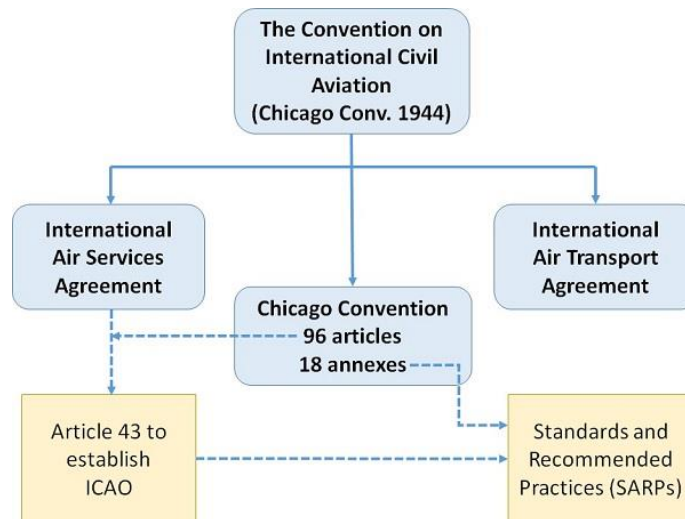 The Convention on
International Civil
Aviation
(Chicago Conv. 1944)
International
Air Services
Agreement
International
Air Transport
Agreement
Chicago Convention
96 articles
18 annexes
Article 43 to
establish
ICAO
Standards and
Recommended
Practices (SARPs)